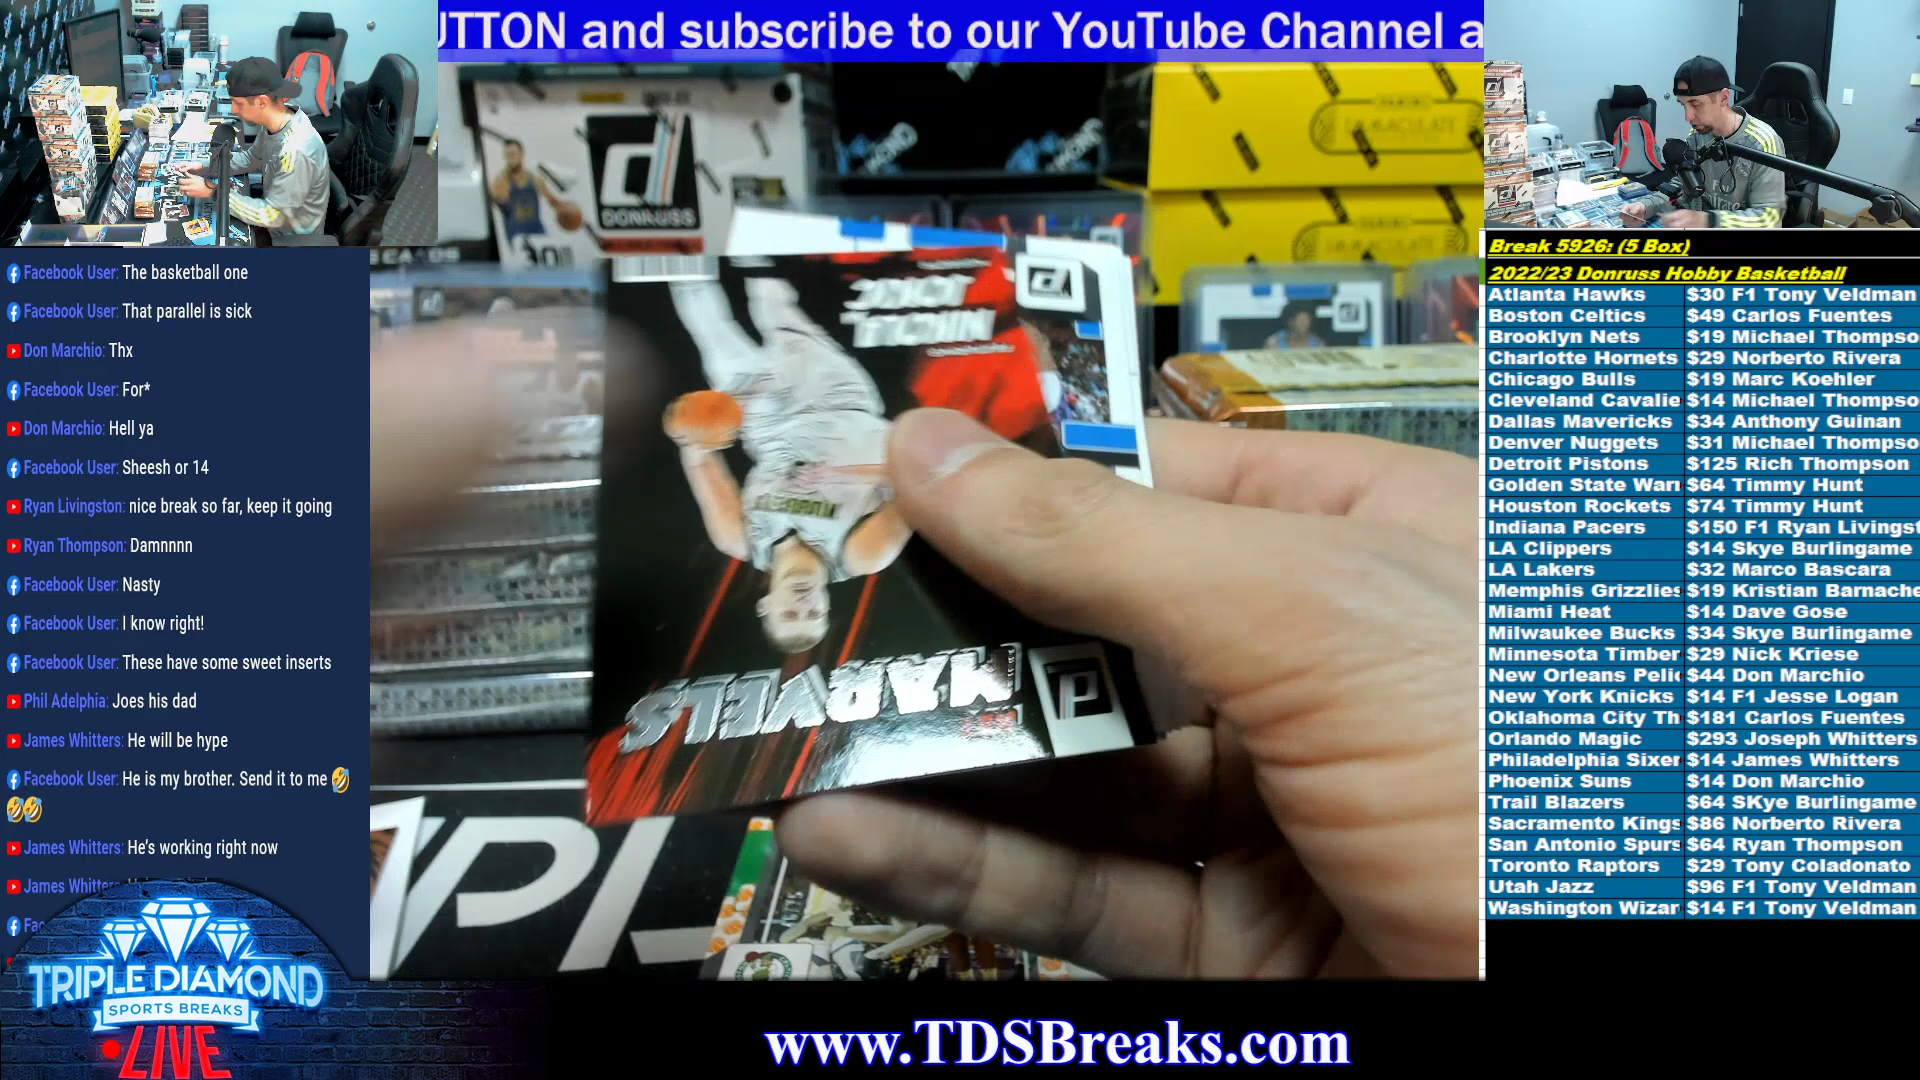 UTTON and subscribe to our YouTube Channel a
Facebook User: The basketball one
Facebook User: That parallel is sick
Don Marchio: Thx
Facebook User: For*
Don Marchio: Hell ya
Facebook User: Sheesh or 14
Ryan Livingston: nice break so far, keep it going
Ryan Thompson: Damnnnn
Facebook User: Nasty
Facebook User: I know right!
Facebook User: These have some sweet inserts
Phil Adelphia: Joes his dad
James Whitters: He will be hype
Facebook User: He is my brother. Send it to me 🤣
🤣🤣
James Whitters: He's working right now
James Whitter
Fac
TRIPLE DIAMOND
SPORTS BREAKS
LIVE
DONRUSS
IMMACULATE
IMMACULATE
NIKOLA
JOKIC
NUGGETS
NET
MARVELS
www.TDSBreaks.com
Break 5926: (5 Box)
2022/23 Donruss Hobby Basketball
Atlanta Hawks $30 F1 Tony Veldman
Boston Celtics $49 Carlos Fuentes
Brooklyn Nets $19 Michael Thompso
Charlotte Hornets $29 Norberto Rivera
Chicago Bulls $19 Marc Koehler
Cleveland Cavalie $14 Michael Thompso
Dallas Mavericks $34 Anthony Guinan
Denver Nuggets $31 Michael Thompso
Detroit Pistons $125 Rich Thompson
Golden State Warr $64 Timmy Hunt
Houston Rockets $74 Timmy Hunt
Indiana Pacers $150 F1 Ryan Livingst
LA Clippers $14 Skye Burlingame
LA Lakers $32 Marco Bascara
Memphis Grizzlies $19 Kristian Barnache
Miami Heat $14 Dave Gose
Milwaukee Bucks $34 Skye Burlingame
Minnesota Timber $29 Nick Kriese
New Orleans Pelic $44 Don Marchio
New York Knicks $14 F1 Jesse Logan
Oklahoma City Th $181 Carlos Fuentes
Orlando Magic $293 Joseph Whitters
Philadelphia Sixer $14 James Whitters
Phoenix Suns $14 Don Marchio
Trail Blazers $64 SKye Burlingame
Sacramento Kings $86 Norberto Rivera
San Antonio Spurs $64 Ryan Thompson
Toronto Raptors $29 Tony Coladonato
Utah Jazz $96 F1 Tony Veldman
Washington Wizar $14 F1 Tony Veldman